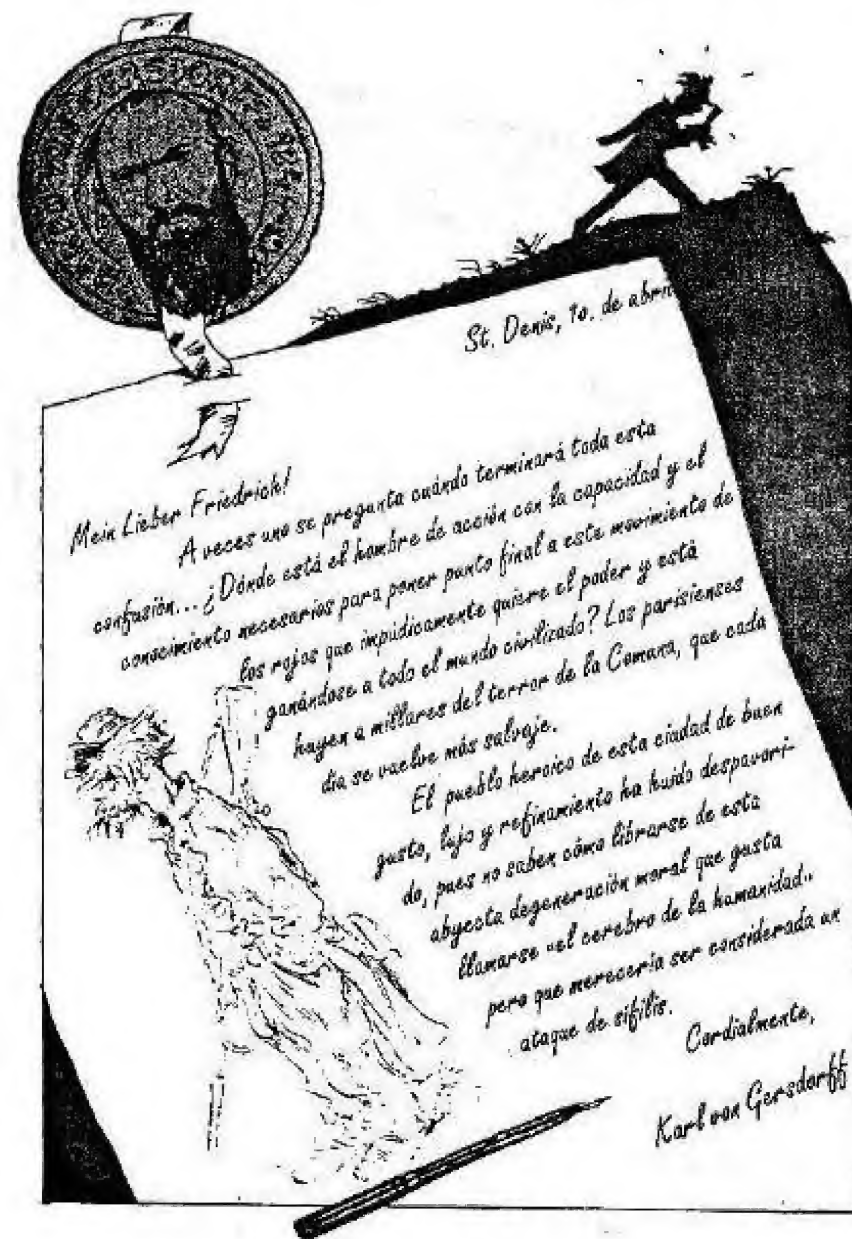 St. Denis, 1o. de abril
Mein Lieber Friedrich!
A veces uno se pregunta cuándo terminará toda esta
confusión... ¿Dónde está el hombre de acción con la capacidad y el
conocimiento necesarios para poner punto final a este movimiento de
los rojos que impúdicamente quiere el poder y está
ganándose a todo el mundo civilizado? Los parisienses
huyen a millares del terror de la Comuna, que cada
día se vuelve más salvaje.
El pueblo heroico de esta ciudad de buen
gusto, lujo y refinamiento ha huido despavori-
do, pues no saben cómo librarse de esta
abyecta degeneración moral que gusta
llamarse «el cerebro de la humanidad»
pero que merecería ser considerada un
ataque de sífilis.
Cordialmente,
Karl von Gersdorff